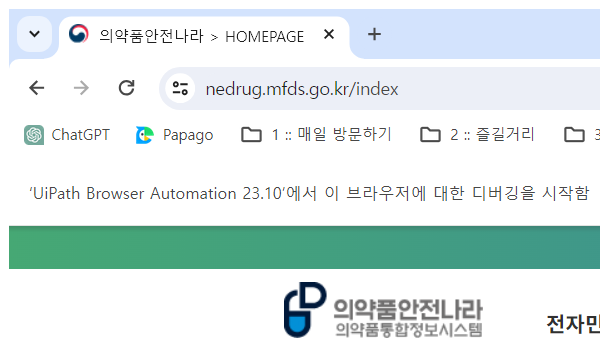 의약품안전나라 > HOMEPAGE
nedrug.mfds.go.kr/index
ChatGPT Papago 1 :: 매일 방문하기 2 :: 즐길거리 3
'UiPath Browser Automation 23.10'에서 이 브라우저에 대한 디버깅을 시작함
의약품안전나라
의약품통합정보시스템
전자민